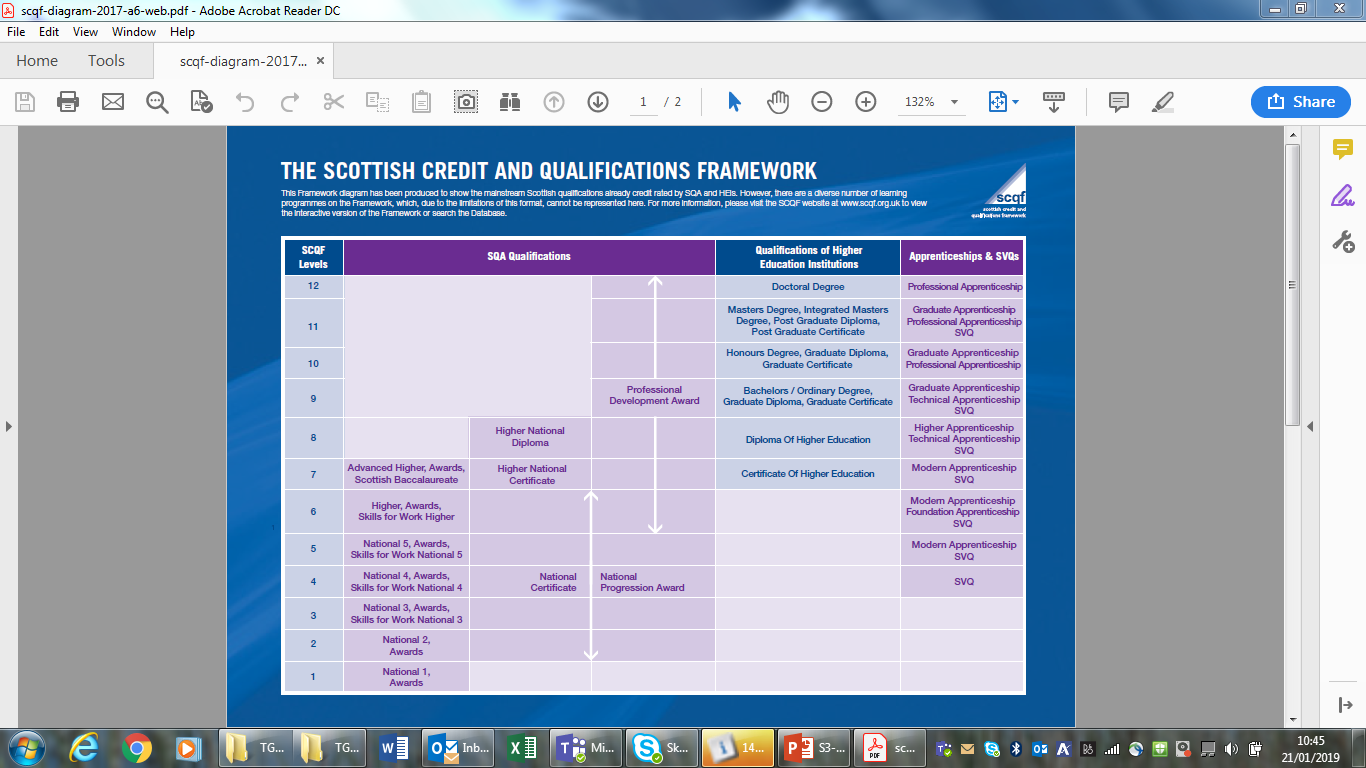 scqf-diagram-2017-a6-web.pdf - Adobe Acrobat Reader DC
File Edit View Window Help
Home Tools scqf-diagram-2017... ×
1 / 2 132% Share
THE SCOTTISH CREDIT AND QUALIFICATIONS FRAMEWORK
This Framework diagram has been produced to show the mainstream Scottish qualifications already credit rated by SQA and HEIs. However, there are a diverse number of learning
programmes on the Framework, which, due to the limitations of this format, cannot be represented here. For more information, please visit the SCQF website at www.scqf.org.uk to view
the interactive version of the Framework or search the Database.
scqf
scottish credit and
qualifications framework
SCQF
Levels
SQA Qualifications
Qualifications of Higher
Education Institutions
Apprenticeships & SVQs
12
Doctoral Degree
Professional Apprenticeship
11
Masters Degree, Integrated Masters
Degree, Post Graduate Diploma,
Post Graduate Certificate
Graduate Apprenticeship
Professional Apprenticeship
SVQ
10
Honours Degree, Graduate Diploma,
Graduate Certificate
Graduate Apprenticeship
Professional Apprenticeship
9
Professional
Development Award
Bachelors / Ordinary Degree,
Graduate Diploma, Graduate Certificate
Graduate Apprenticeship
Technical Apprenticeship
SVQ
8
Higher National
Diploma
Diploma Of Higher Education
Higher Apprenticeship
Technical Apprenticeship
SVQ
7
Advanced Higher, Awards,
Scottish Baccalaureate
Higher National
Certificate
Certificate Of Higher Education
Modern Apprenticeship
SVQ
6
Higher, Awards,
Skills for Work Higher
Modern Apprenticeship
Foundation Apprenticeship
SVQ
5
National 5, Awards,
Skills for Work National 5
Modern Apprenticeship
SVQ
4
National 4, Awards,
Skills for Work National 4
National
Certificate
National
Progression Award
SVQ
3
National 3, Awards,
Skills for Work National 3
2
National 2,
Awards
1
National 1,
Awards
TG... TG... Inb... Mi... Sk... 14... S3-... sc... 10:45
21/01/2019